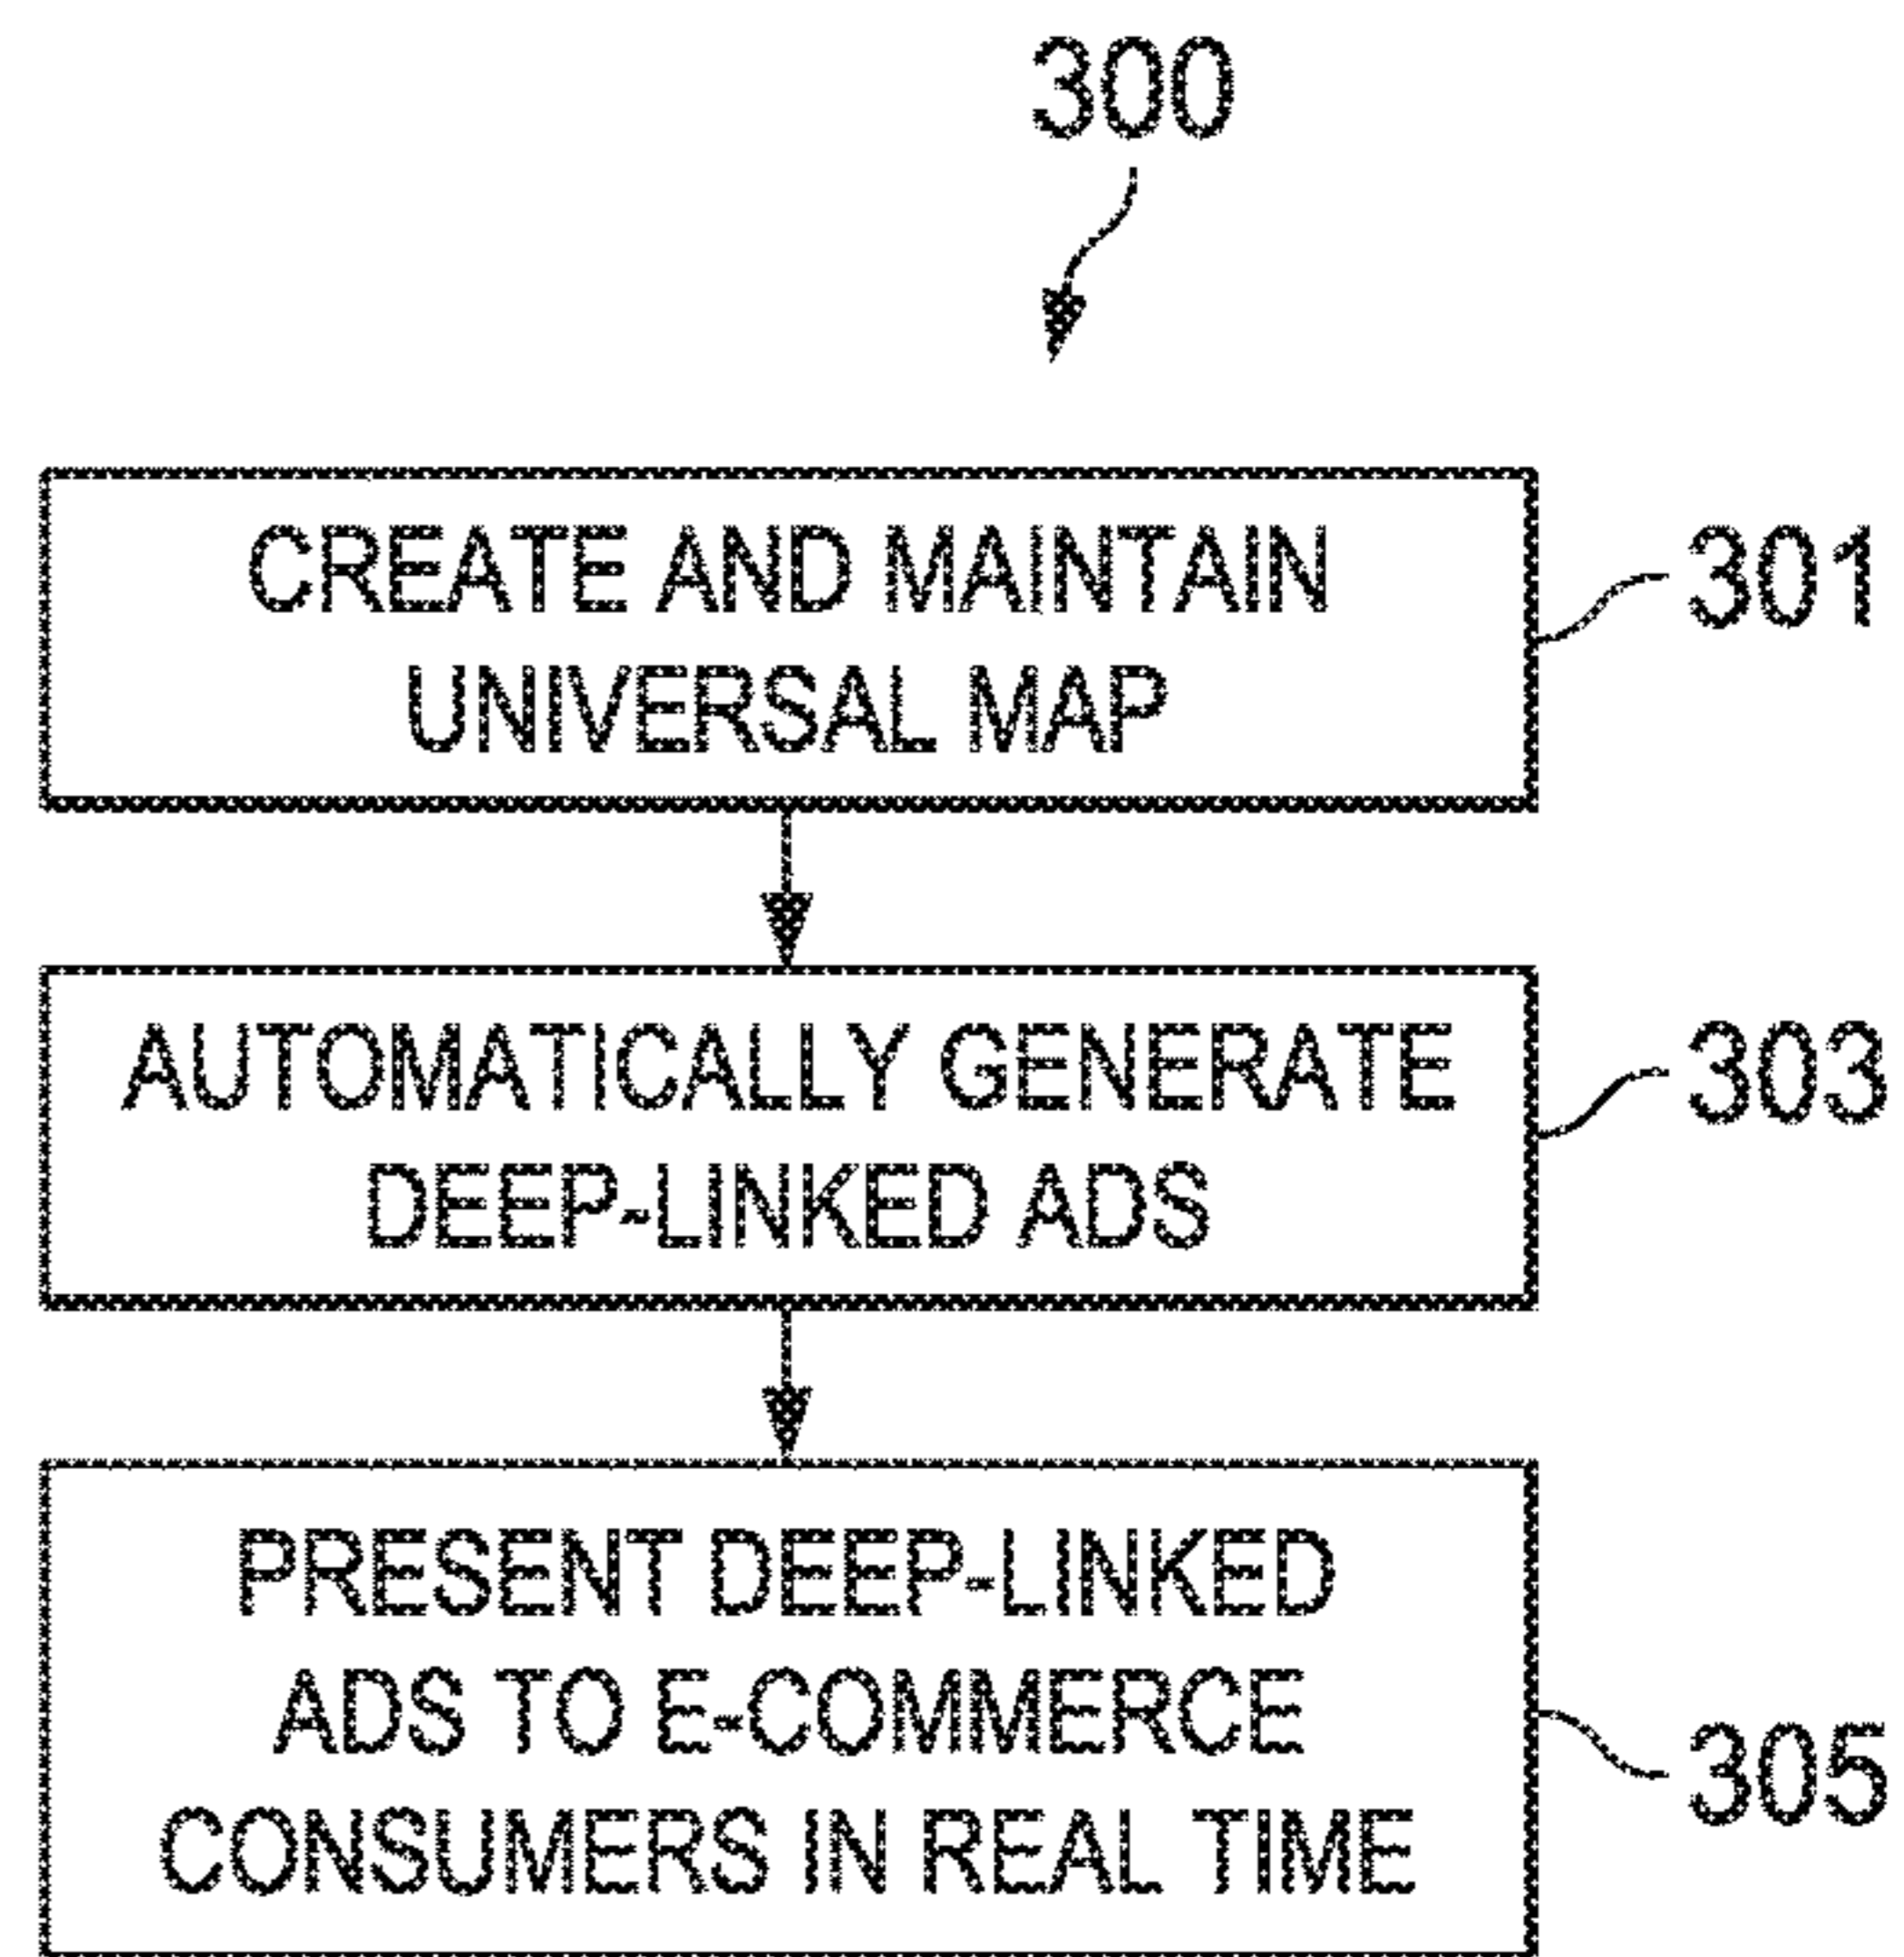 300
CREATE AND MAINTAIN
UNIVERSAL MAP
301
AUTOMATICALLY GENERATE
DEEP-LINKED ADS
303
PRESENT DEEP-LINKED
ADS TO E-COMMERCE
CONSUMERS IN REAL TIME
305